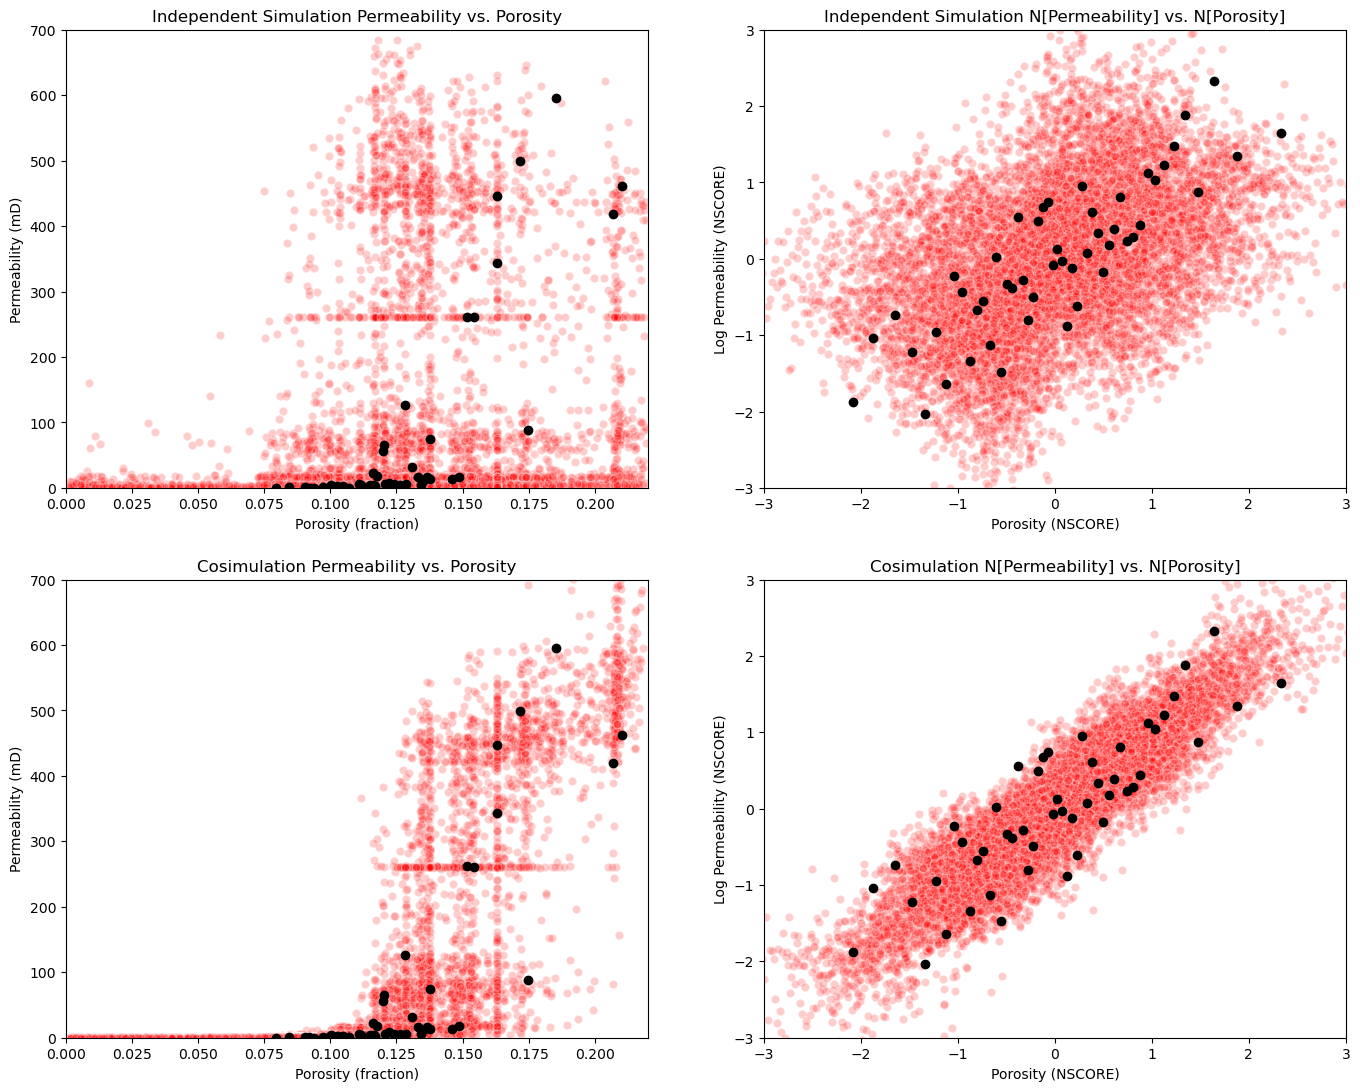 Independent Simulation Permeability vs. Porosity
700
600
500
400
300
200
100
0
Permeability (mD)
0.000 0.025 0.050 0.075 0.100 0.125 0.150 0.175 0.200
Porosity (fraction)
Independent Simulation N[Permeability] vs. N[Porosity]
3
2
1
0
−1
−2
−3
Log Permeability (NSCORE)
−3 −2 −1 0 1 2 3
Porosity (NSCORE)
Cosimulation Permeability vs. Porosity
700
600
500
400
300
200
100
0
Permeability (mD)
0.000 0.025 0.050 0.075 0.100 0.125 0.150 0.175 0.200
Porosity (fraction)
Cosimulation N[Permeability] vs. N[Porosity]
3
2
1
0
−1
−2
−3
Log Permeability (NSCORE)
−3 −2 −1 0 1 2 3
Porosity (NSCORE)